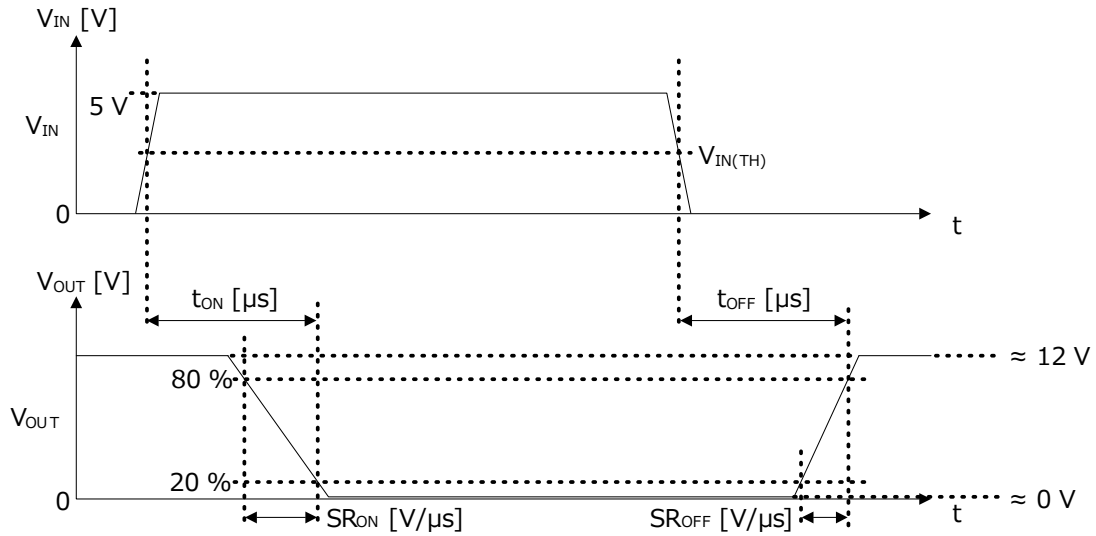 VIN [V]
5 V
VIN
VIN(TH)
0
t
VOUT [V]
tON [µs]
tOFF [µs]
≈ 12 V
80 %
VOUT
20 %
0
≈ 0 V
SRON [V/µs]
SROFF [V/µs]
t